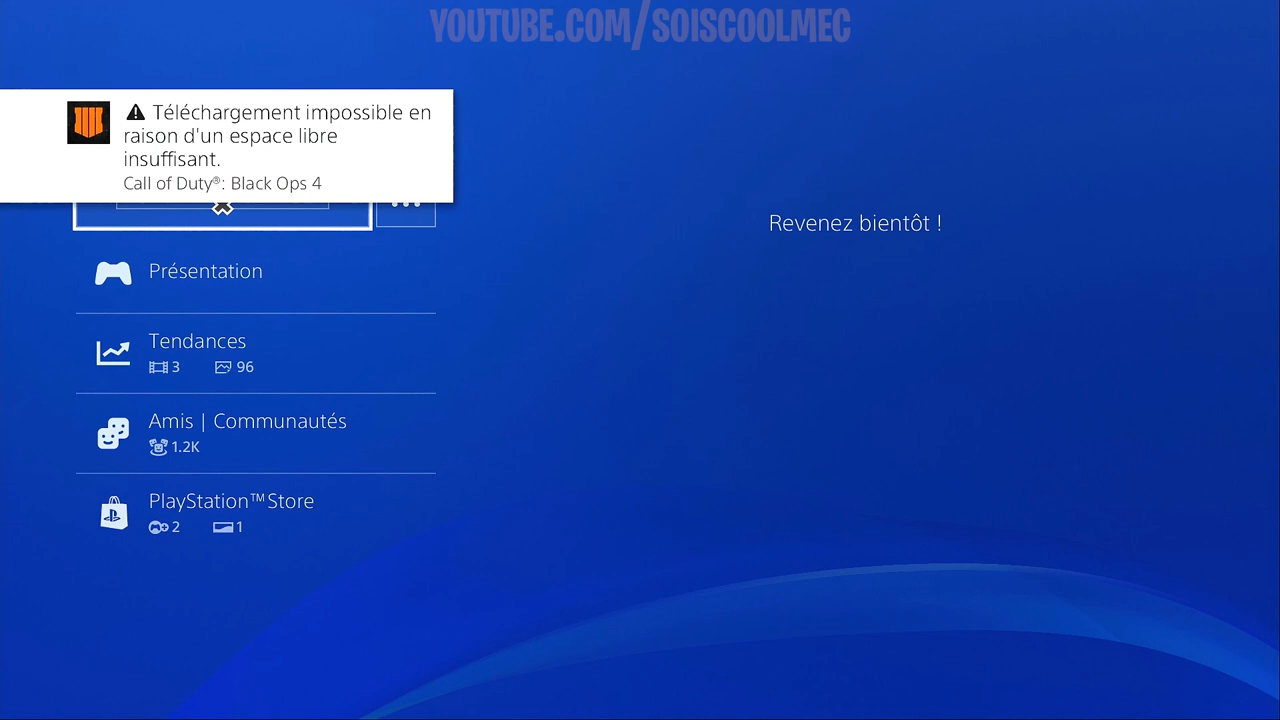 YOUTUBE.COM/SOISCOOLMEC
⚠ Téléchargement impossible en
raison d'un espace libre
insuffisant.
Call of Duty®: Black Ops 4
Revenez bientôt !
Présentation
Tendances
3 96
Amis | Communautés
1.2K
PlayStation™Store
2 1